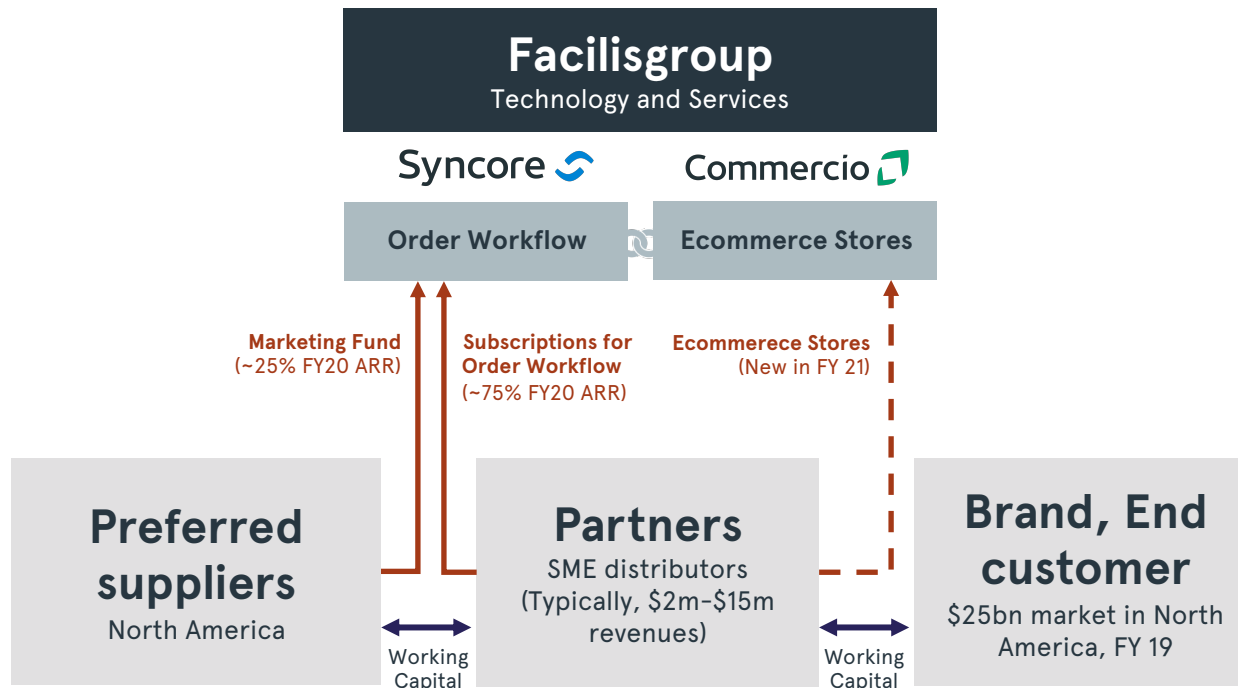 Facilisgroup
Technology and Services
Syncore
Commercio
Order Workflow
Ecommerce Stores
Marketing Fund
(~25% FY20 ARR)
Subscriptions for
Order Workflow
(~75% FY20 ARR)
Ecommerece Stores
(New in FY 21)
Preferred
suppliers
North America
Partners
SME distributors
(Typically, $2m-$15m
revenues)
Brand, End
customer
$25bn market in North
America, FY 19
Working
Capital
Working
Capital